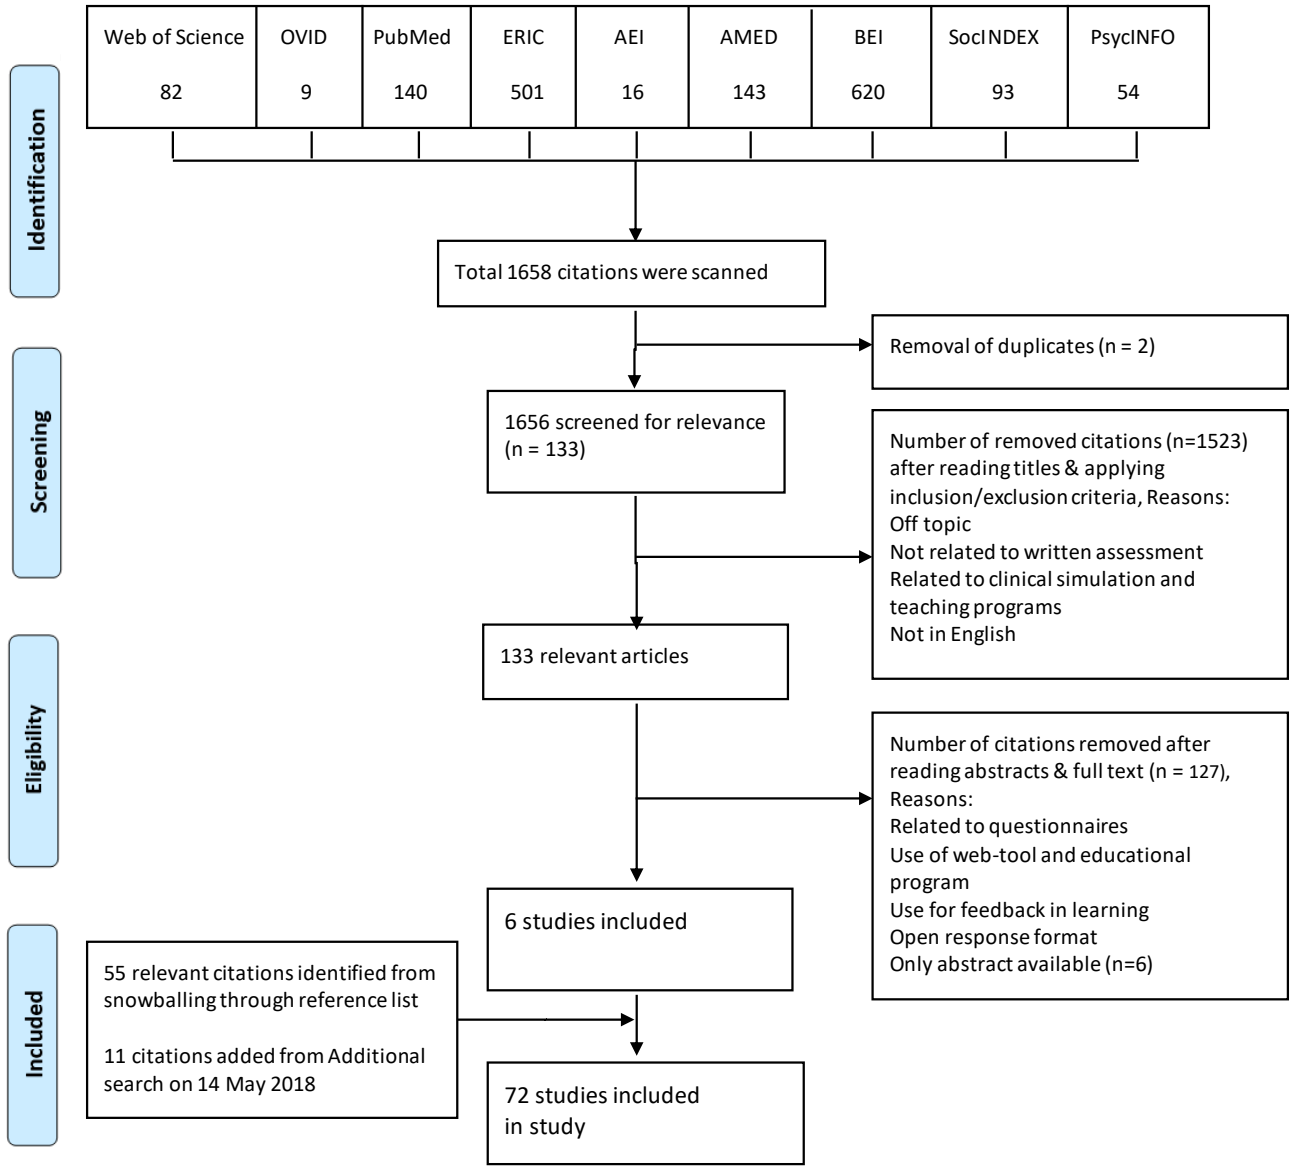 Web of Science OVID PubMed ERIC AEI AMED BEI SocINDEX PsycINFO
82 9 140 501 16 143 620 93 54
Identification
Total 1658 citations were scanned
Removal of duplicates (n = 2)
Screening
1656 screened for relevance
(n = 133)
Number of removed citations (n=1523)
after reading titles & applying
inclusion/exclusion criteria, Reasons:
Off topic
Not related to written assessment
Related to clinical simulation and
teaching programs
Not in English
Eligibility
133 relevant articles
Number of citations removed after
reading abstracts & full text (n = 127),
Reasons:
Related to questionnaires
Use of web-tool and educational
program
Use for feedback in learning
Open response format
Only abstract available (n=6)
6 studies included
Included
55 relevant citations identified from
snowballing through reference list
11 citations added from Additional
search on 14 May 2018
72 studies included
in study